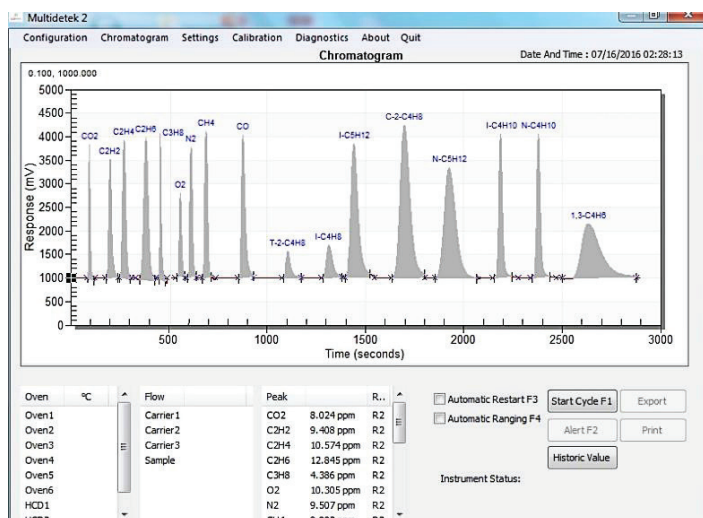 Multidetek 2
Configuration Chromatogram Settings Calibration Diagnostics About Quit
Chromatogram
Date And Time : 07/16/2016 02:28:13
0.100, 1000.000
5000
4500
4000
3500
3000
2500
2000
1500
1000
500
0
Response (mV)
CO2
C2H2
C2H4
C2H6
C3H8
O2
N2
CH4
CO
T-2-C4H8
I-C4H8
I-C5H12
C-2-C4H8
N-C5H12
I-C4H10
N-C4H10
1,3-C4H6
500 1000 1500 2000 2500 3000
Time (seconds)
Oven ºC
Oven1
Oven2
Oven3
Oven4
Oven5
Oven6
HCD1
Flow
Carrier1
Carrier2
Carrier3
Sample
Peak R..
CO2 8.024 ppm R2
C2H2 9.408 ppm R2
C2H4 10.574 ppm R2
C2H6 12.845 ppm R2
C3H8 4.386 ppm R2
O2 10.305 ppm R2
N2 9.507 ppm R2
Automatic Restart F3
Automatic Ranging F4
Start Cycle F1
Export
Alert F2
Print
Historic Value
Instrument Status: